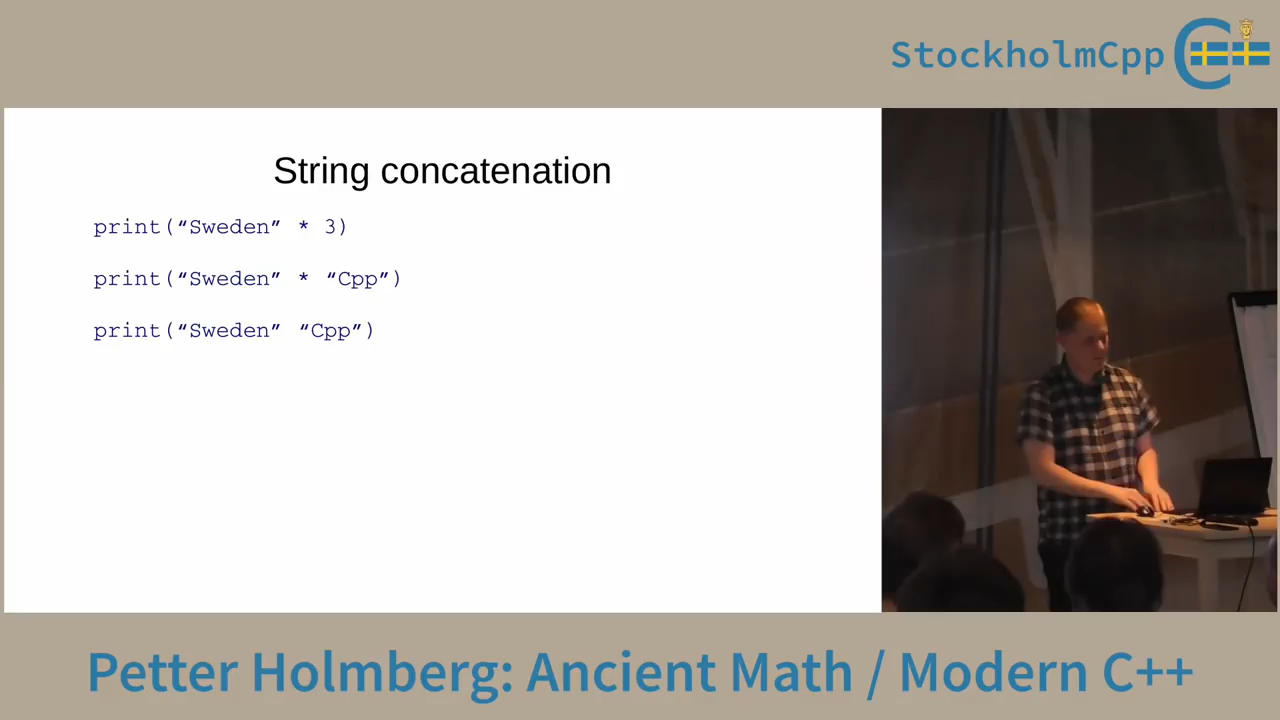 StockholmCpp
String concatenation
print(“Sweden” * 3)
print(“Sweden” * “Cpp”)
print(“Sweden” “Cpp”)
Petter Holmberg: Ancient Math / Modern C++